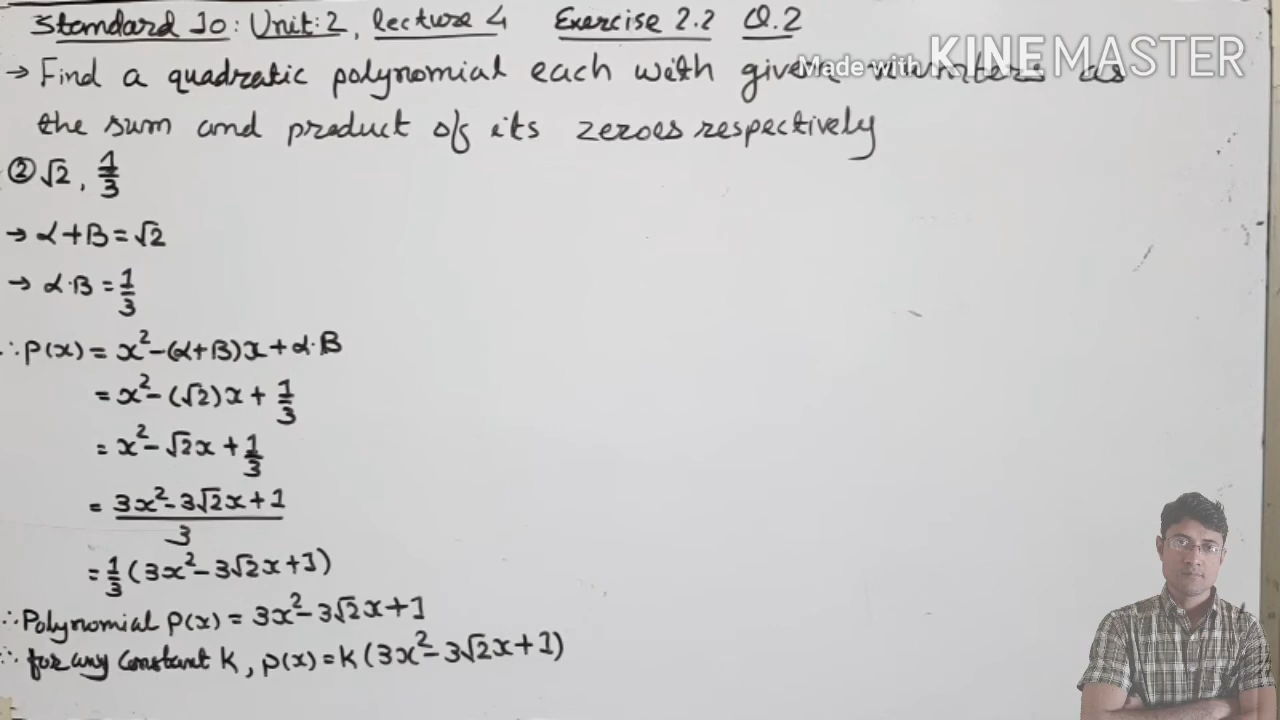 Standard 10: Unit:2, lecture 4 Exercise 2.2 Q.2
Made with KINEMASTER
→ Find a quadratic polynomial each with given numbers as
the sum and product of its zeroes respectively
② √2, 1/3
→ α+β=√2
→ α·β=1/3
∴ p(x) = x²-(α+β)x+α·β
= x²-(√2)x+1/3
= x²-√2x+1/3
= 3x²-3√2x+1/3
= 1/3(3x²-3√2x+1)
∴ Polynomial p(x) = 3x²-3√2x+1
∴ for any constant k, p(x)=k(3x²-3√2x+1)